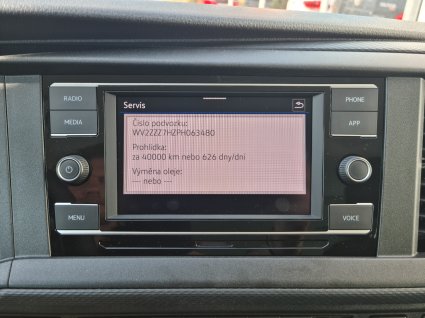 RADIO
MEDIA
MENU
Servis
Číslo podvozku:
WV2ZZZ7HZPH063480
Prohlídka:
za 40000 km nebo 626 dny/dní
Výměna oleje:
--- nebo ---
PHONE
APP
VOICE